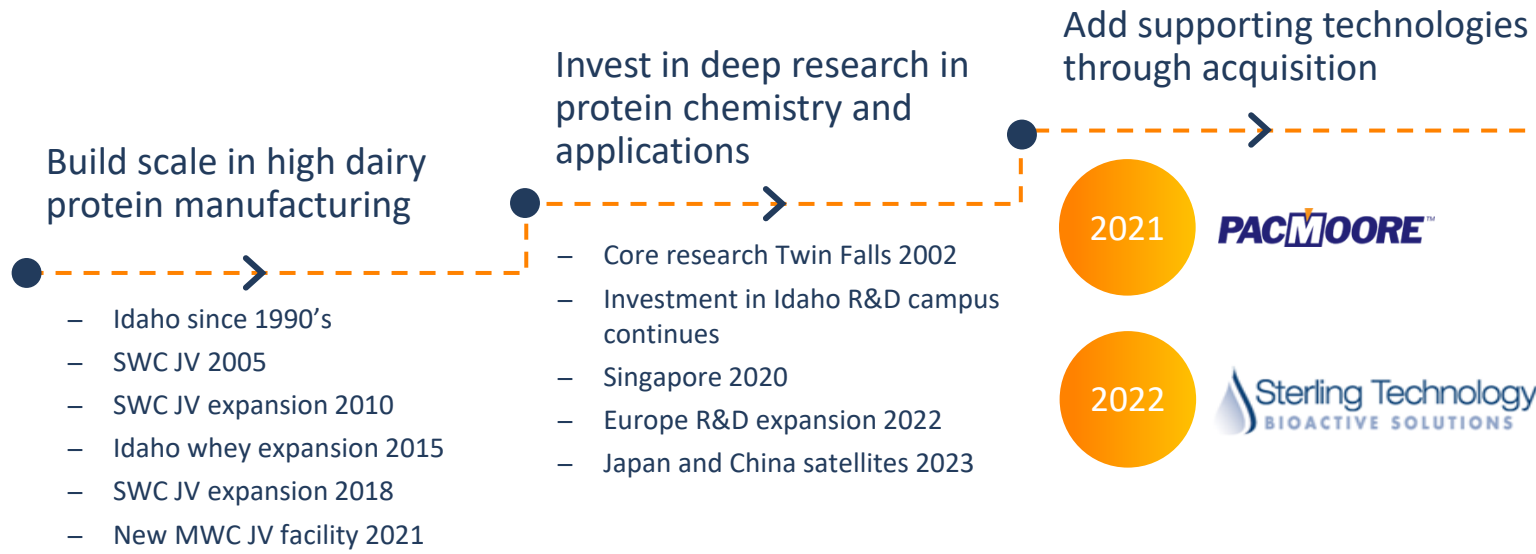 Build scale in high dairy
protein manufacturing
– Idaho since 1990’s
– SWC JV 2005
– SWC JV expansion 2010
– Idaho whey expansion 2015
– SWC JV expansion 2018
– New MWC JV facility 2021
Invest in deep research in
protein chemistry and
applications
– Core research Twin Falls 2002
– Investment in Idaho R&D campus
continues
– Singapore 2020
– Europe R&D expansion 2022
– Japan and China satellites 2023
Add supporting technologies
through acquisition
2021
PACMOORE™
2022
Sterling Technology
BIOACTIVE SOLUTIONS